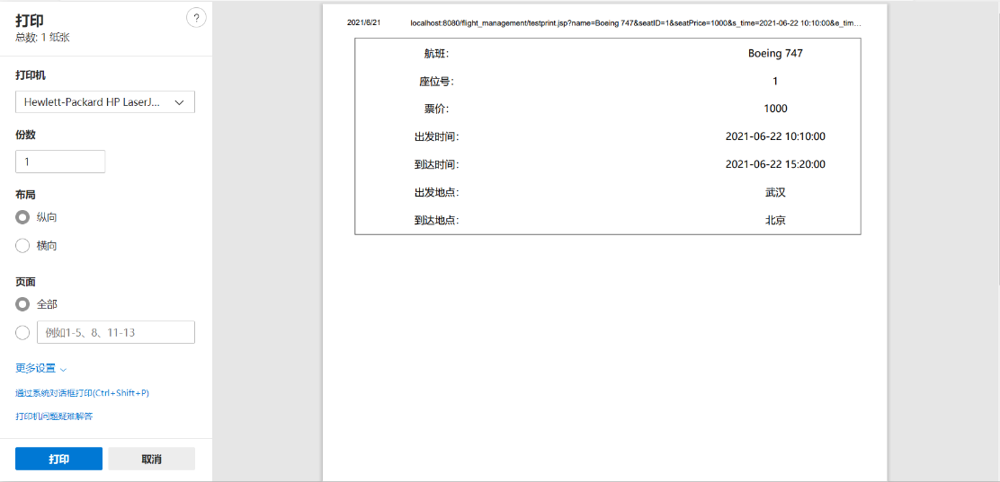 打印
?
总数: 1 纸张
打印机
Hewlett-Packard HP LaserJ...
份数
1
布局
纵向
横向
页面
全部
例如1-5、8、11-13
更多设置
通过系统对话框打印(Ctrl+Shift+P)
打印机问题疑难解答
打印 取消
2021/6/21 localhost:8080/flight_management/testprint.jsp?name=Boeing 747&seatID=1&seatPrice=1000&s_time=2021-06-22 10:10:00&e_tim…
航班: Boeing 747
座位号: 1
票价: 1000
出发时间: 2021-06-22 10:10:00
到达时间: 2021-06-22 15:20:00
出发地点: 武汉
到达地点: 北京